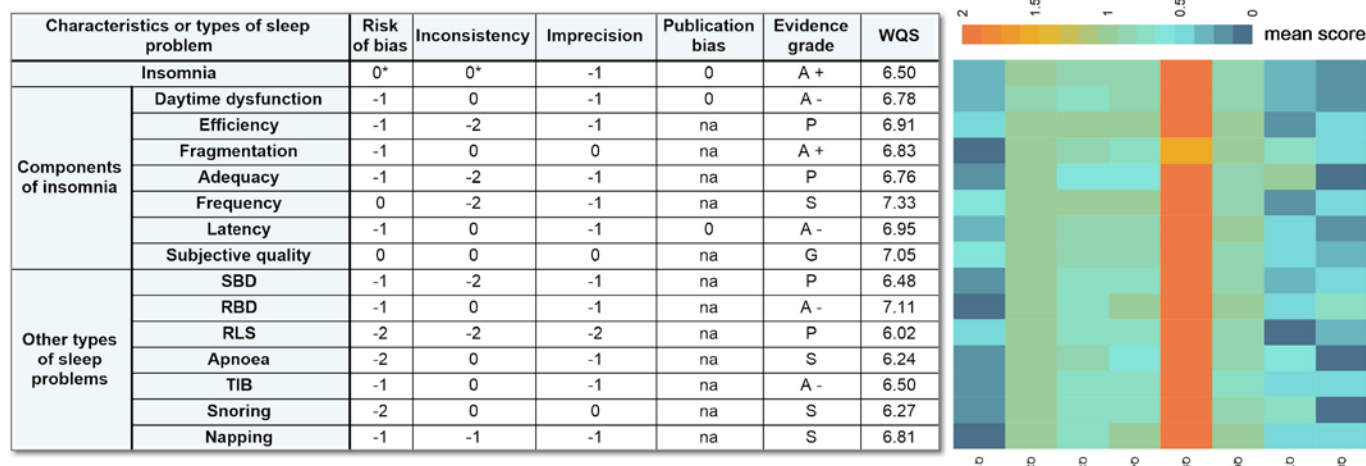 Characteristics or types of sleep problem Risk of bias Inconsistency Imprecision Publication bias Evidence grade WQS
Insomnia 0* 0* -1 0 A + 6.50
Components of insomnia
Daytime dysfunction -1 0 -1 0 A - 6.78
Efficiency -1 -2 -1 na P 6.91
Fragmentation -1 0 0 na A + 6.83
Adequacy -1 -2 -1 na P 6.76
Frequency 0 -2 -1 na S 7.33
Latency -1 0 -1 0 A - 6.95
Subjective quality 0 0 0 na G 7.05
Other types of sleep problems
SBD -1 -2 -1 na P 6.48
RBD -1 0 -1 na A - 7.11
RLS -2 -2 -2 na P 6.02
Apnoea -2 0 -1 na S 6.24
TIB -1 0 -1 na A - 6.50
Snoring -2 0 0 na S 6.27
Napping -1 -1 -1 na S 6.81
2 1.5 1 0.5 0
mean score